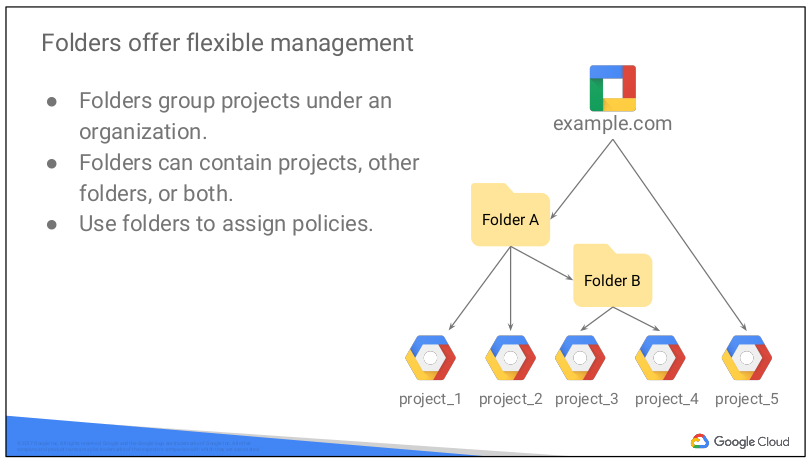 Folders offer flexible management
● Folders group projects under an
organization.
● Folders can contain projects, other
folders, or both.
● Use folders to assign policies.
example.com
Folder A
Folder B
project_1
project_2
project_3
project_4
project_5
Google Cloud